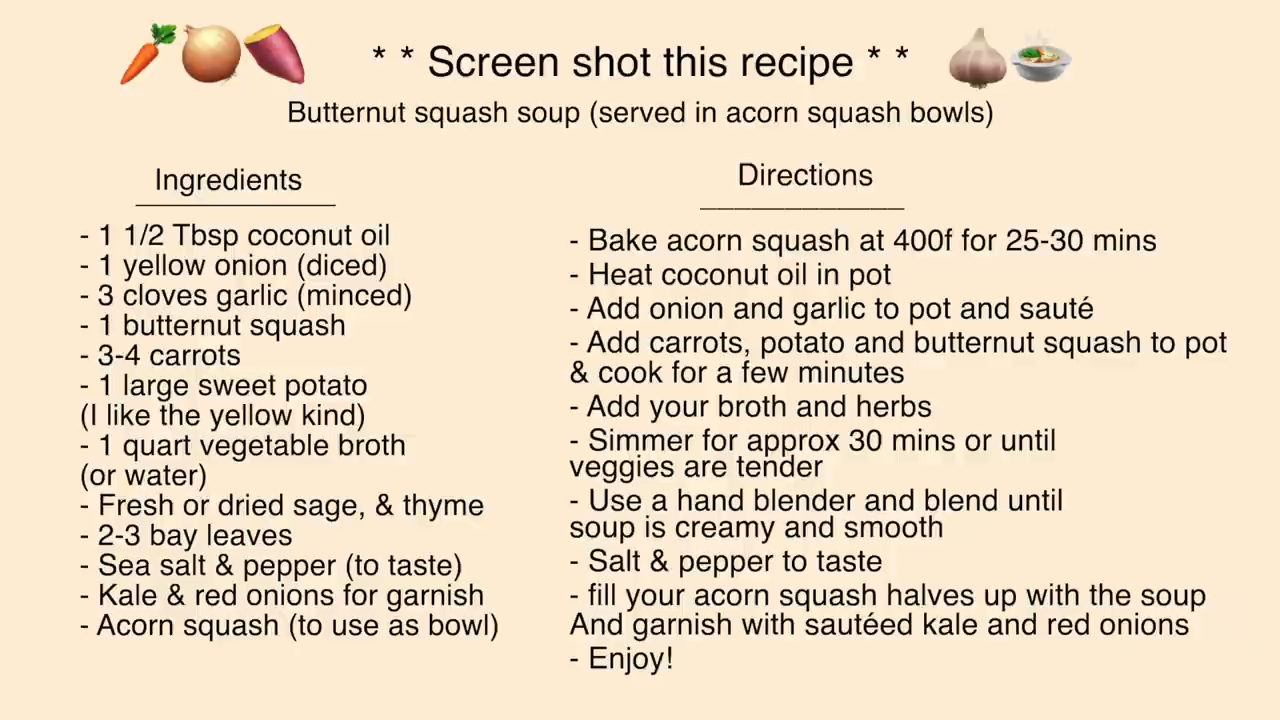 * * Screen shot this recipe * *
Butternut squash soup (served in acorn squash bowls)
Ingredients
- 1 1/2 Tbsp coconut oil
- 1 yellow onion (diced)
- 3 cloves garlic (minced)
- 1 butternut squash
- 3-4 carrots
- 1 large sweet potato
(I like the yellow kind)
- 1 quart vegetable broth
(or water)
- Fresh or dried sage, & thyme
- 2-3 bay leaves
- Sea salt & pepper (to taste)
- Kale & red onions for garnish
- Acorn squash (to use as bowl)
Directions
- Bake acorn squash at 400f for 25-30 mins
- Heat coconut oil in pot
- Add onion and garlic to pot and sauté
- Add carrots, potato and butternut squash to pot
& cook for a few minutes
- Add your broth and herbs
- Simmer for approx 30 mins or until
veggies are tender
- Use a hand blender and blend until
soup is creamy and smooth
- Salt & pepper to taste
- fill your acorn squash halves up with the soup
And garnish with sautéed kale and red onions
- Enjoy!